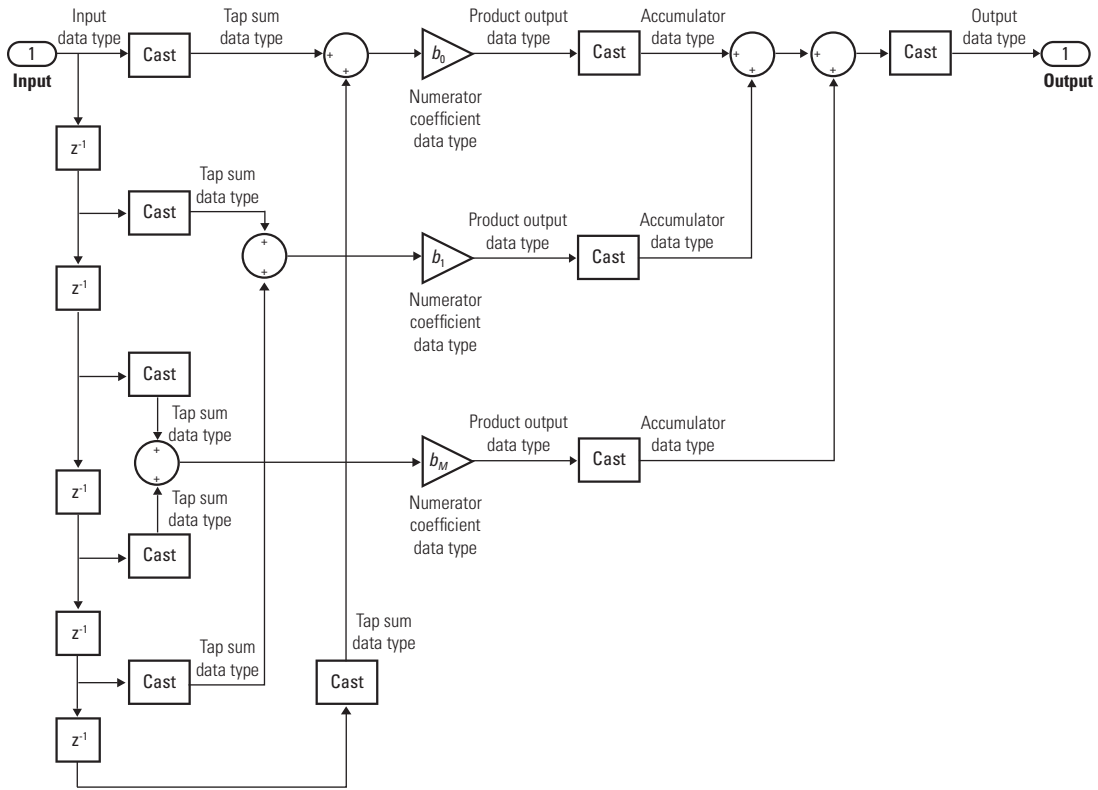 Input
data type
Tap sum
data type
Product output
data type
Accumulator
data type
Output
data type
1
Input
Cast
+
+
b0
Cast
+
+
+
+
Cast
1
Output
Numerator
coefficient
data type
z-1
Tap sum
data type
Cast
+
+
Product output
data type
Accumulator
data type
b1
Cast
z-1
Numerator
coefficient
data type
Cast
Tap sum
data type
+
+
Product output
data type
Accumulator
data type
bM
Cast
z-1
Tap sum
data type
Numerator
coefficient
data type
Cast
z-1
Tap sum
data type
Tap sum
data type
Cast
Cast
z-1